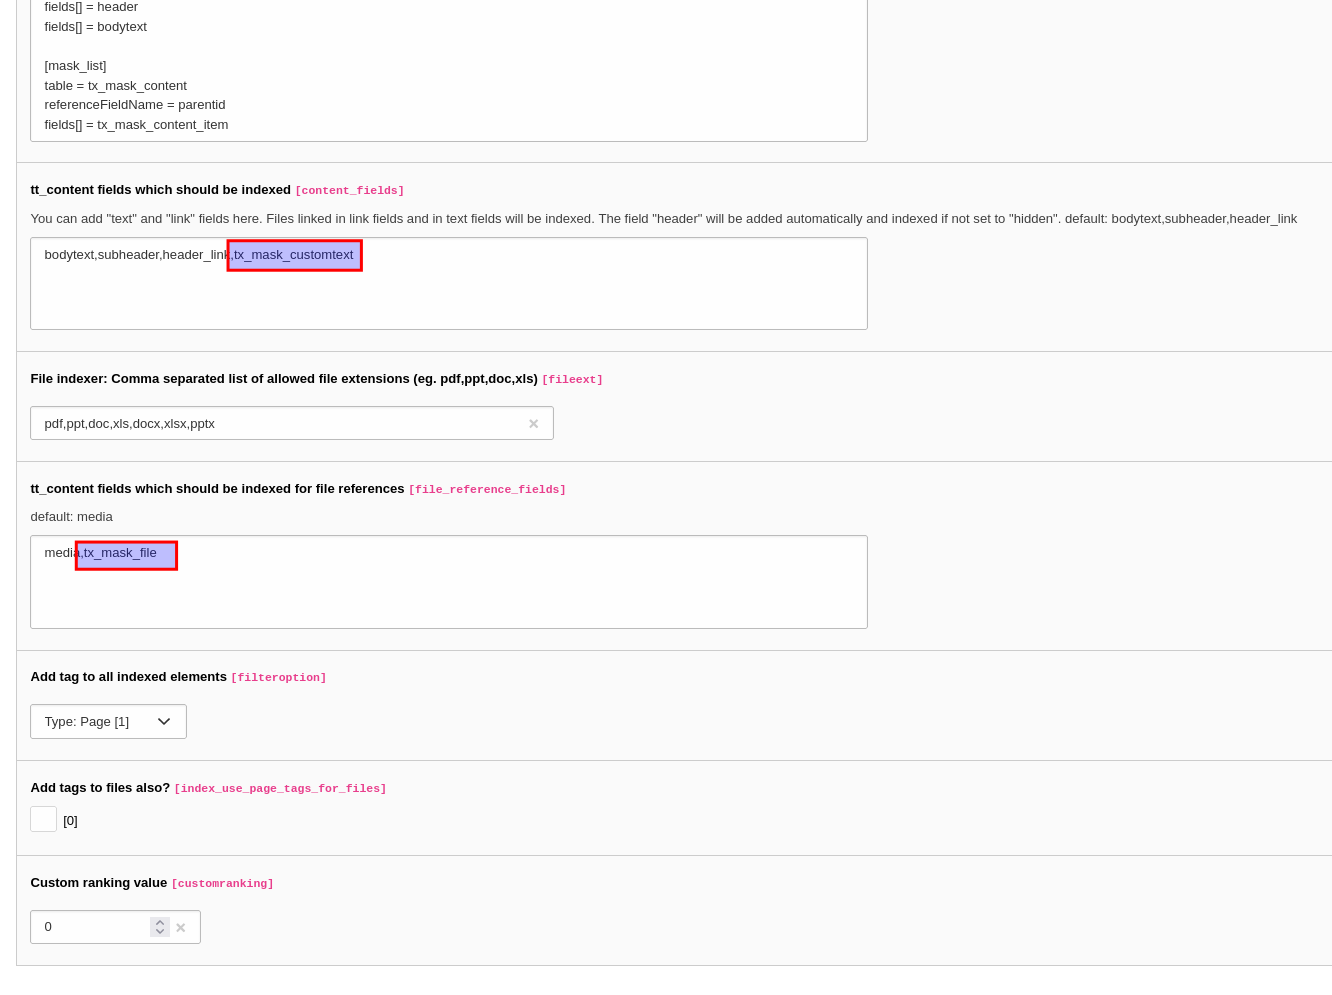 fields[] = header
fields[] = bodytext
[mask_list]
table = tx_mask_content
referenceFieldName = parentid
fields[] = tx_mask_content_item
tt_content fields which should be indexed [content_fields]
You can add "text" and "link" fields here. Files linked in link fields and in text fields will be indexed. The field "header" will be added automatically and indexed if not set to "hidden". default: bodytext,subheader,header_link
bodytext,subheader,header_link,tx_mask_customtext
File indexer: Comma separated list of allowed file extensions (eg. pdf,ppt,doc,xls) [fileext]
pdf,ppt,doc,xls,docx,xlsx,pptx
tt_content fields which should be indexed for file references [file_reference_fields]
default: media
media,tx_mask_file
Add tag to all indexed elements [filteroption]
Type: Page [1]
Add tags to files also? [index_use_page_tags_for_files]
[0]
Custom ranking value [customranking]
0